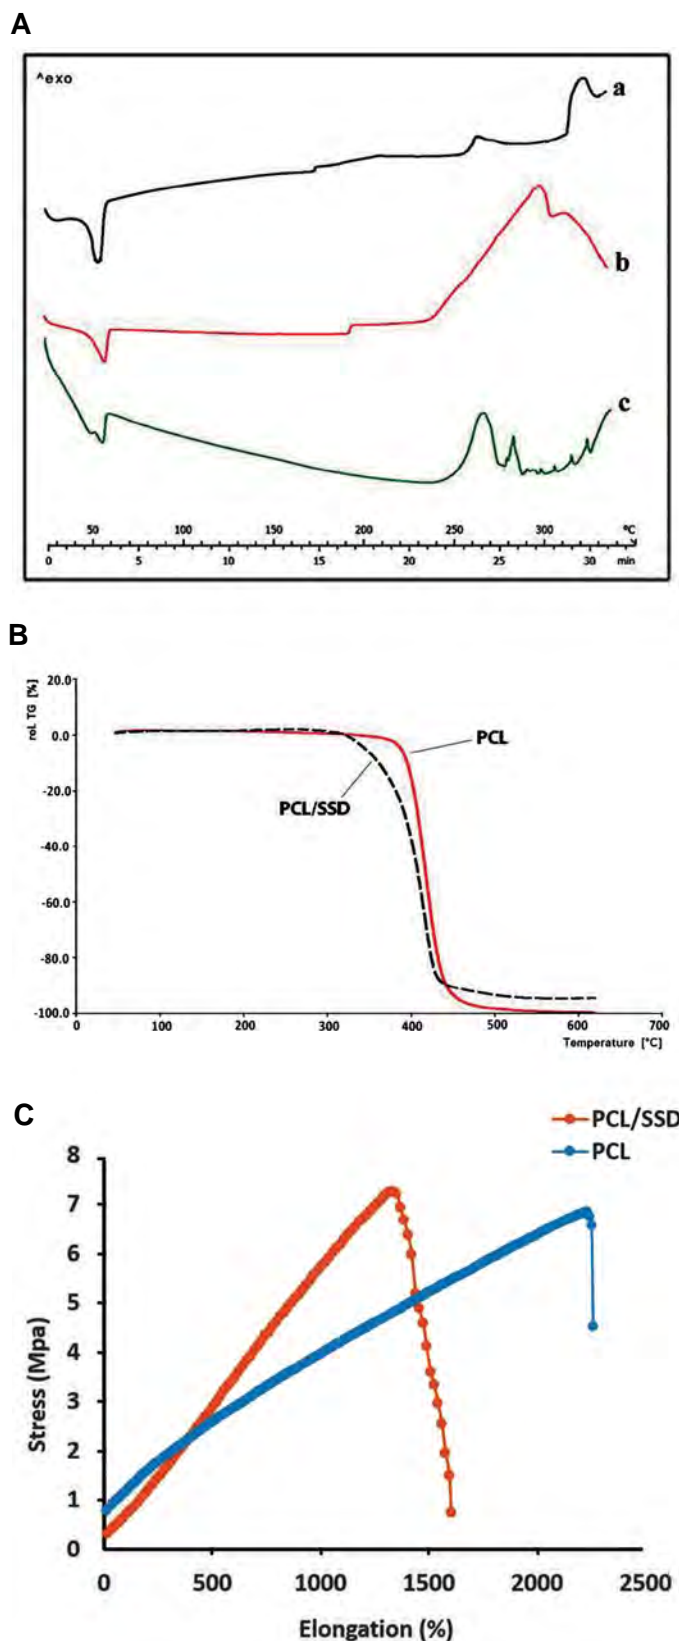 A
^exo
a
b
c
50 100 150 200 250 300 ºC
0 5 10 15 20 25 30 min
B
20.0
0.0
-20.0
-40.0
-60.0
-80.0
-100.0
rol. TG [%]
PCL
PCL/SSD
0 100 200 300 400 500 600 700
Temperature [°C]
C
PCL/SSD
PCL
8
7
6
5
4
3
2
1
0
Stress (Mpa)
0 500 1000 1500 2000 2500
Elongation (%)